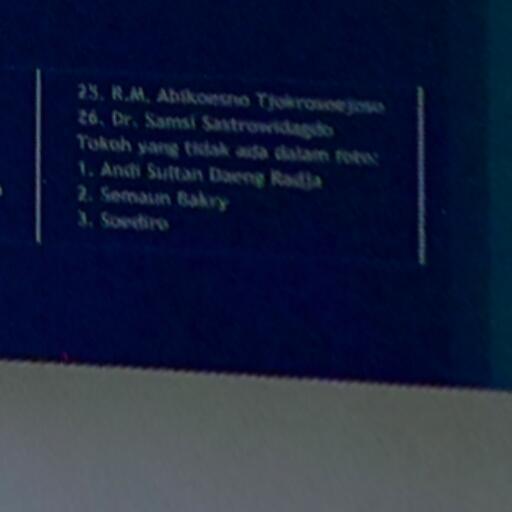 25. R.M. Abikoesno Tjokrosoejoso
26. Dr. Samsi Sastrowidagdo
Tokoh yang tidak ada dalam foto:
1. Andi Sultan Daeng Radja
2. Semaun Bakry
3. Soediro